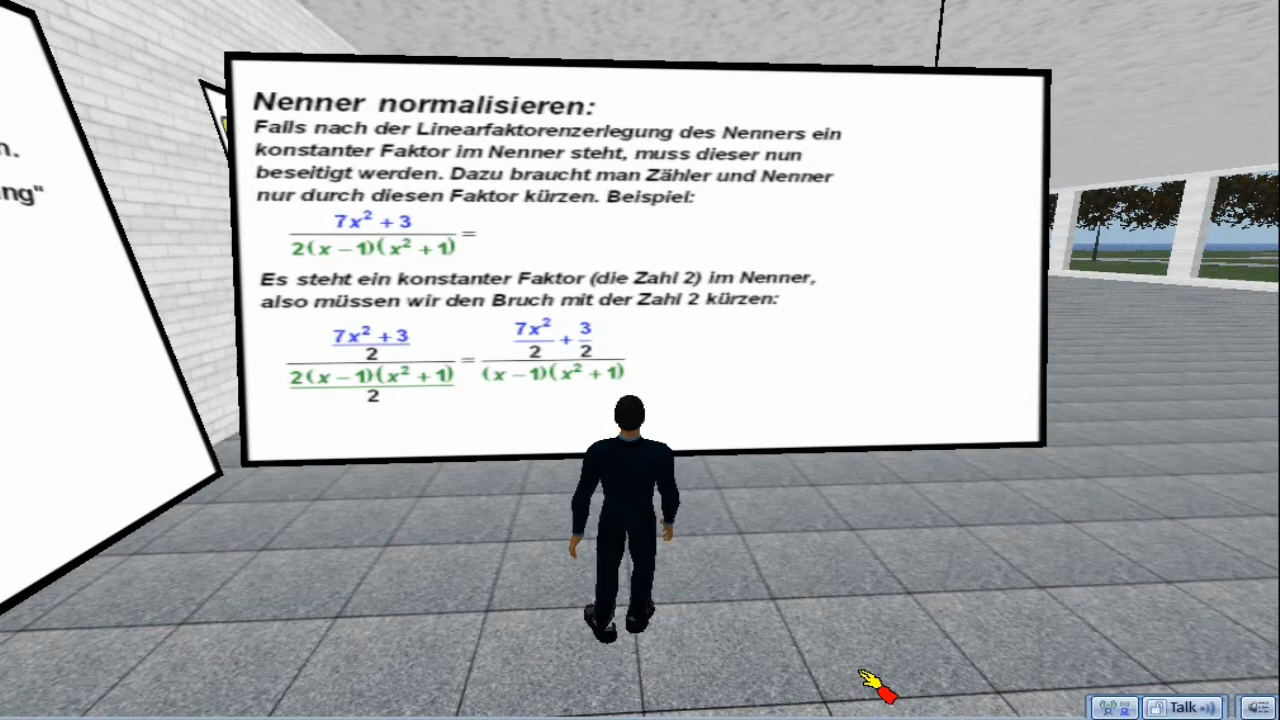 n.
ng"
Nenner normalisieren:
Falls nach der Linearfaktorenzerlegung des Nenners ein
konstanter Faktor im Nenner steht, muss dieser nun
beseitigt werden. Dazu braucht man Zähler und Nenner
nur durch diesen Faktor kürzen. Beispiel:
7x² + 3
2(x – 1)(x² + 1) =
Es steht ein konstanter Faktor (die Zahl 2) im Nenner,
also müssen wir den Bruch mit der Zahl 2 kürzen:
7x² + 3 / 2 / 2(x – 1)(x² + 1) / 2 = 7x² / 2 + 3 / 2 / (x – 1)(x² + 1)
Talk